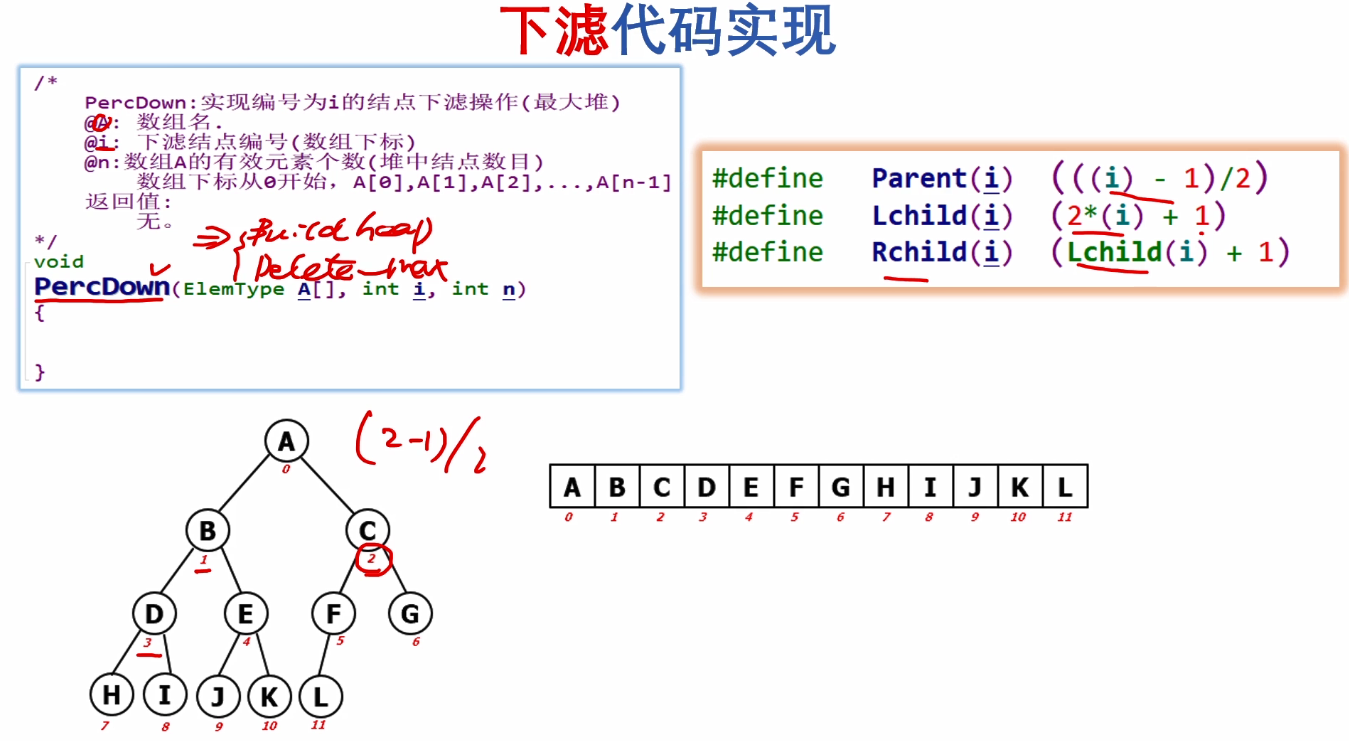 下滤代码实现
/*
PercDown:实现编号为i的结点下滤操作(最大堆)
@A: 数组名.
@i: 下滤结点编号(数组下标)
@n:数组A的有效元素个数(堆中结点数目)
数组下标从0开始，A[0],A[1],A[2],...,A[n-1]
返回值:
无。
*/
void
PercDown(ElemType A[], int i, int n)
{
}
⇒ { Build heap
Delete_max
#define Parent(i) (((i) - 1)/2)
#define Lchild(i) (2*(i) + 1)
#define Rchild(i) (Lchild(i) + 1)
(2-1)/2
A
0
B C
1 2
D E F G
3 4 5 6
H I J K L
7 8 9 10 11
A B C D E F G H I J K L
0 1 2 3 4 5 6 7 8 9 10 11